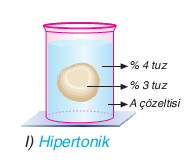 % 4 tuz
% 3 tuz
A çözeltisi
I) Hipertonik